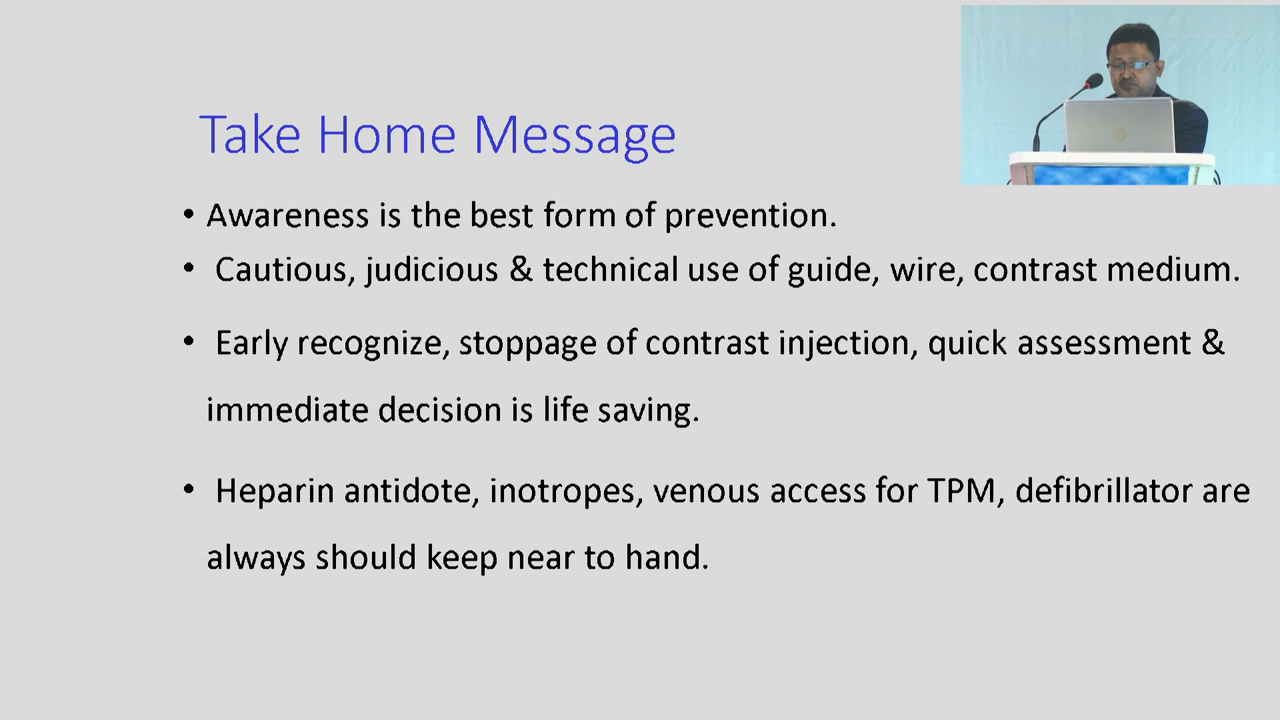 Take Home Message
• Awareness is the best form of prevention.
• Cautious, judicious & technical use of guide, wire, contrast medium.
• Early recognize, stoppage of contrast injection, quick assessment &
immediate decision is life saving.
• Heparin antidote, inotropes, venous access for TPM, defibrillator are
always should keep near to hand.